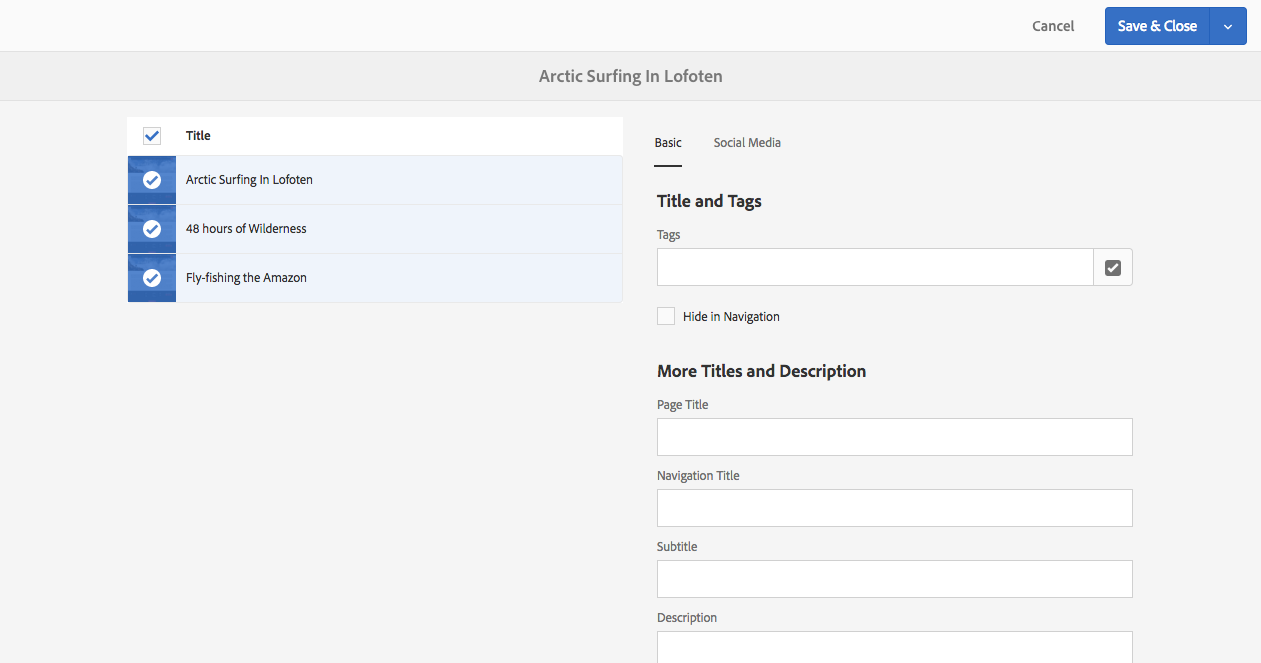 Cancel
Save & Close
Arctic Surfing In Lofoten
Title
Arctic Surfing In Lofoten
48 hours of Wilderness
Fly-fishing the Amazon
Basic
Social Media
Title and Tags
Tags
Hide in Navigation
More Titles and Description
Page Title
Navigation Title
Subtitle
Description